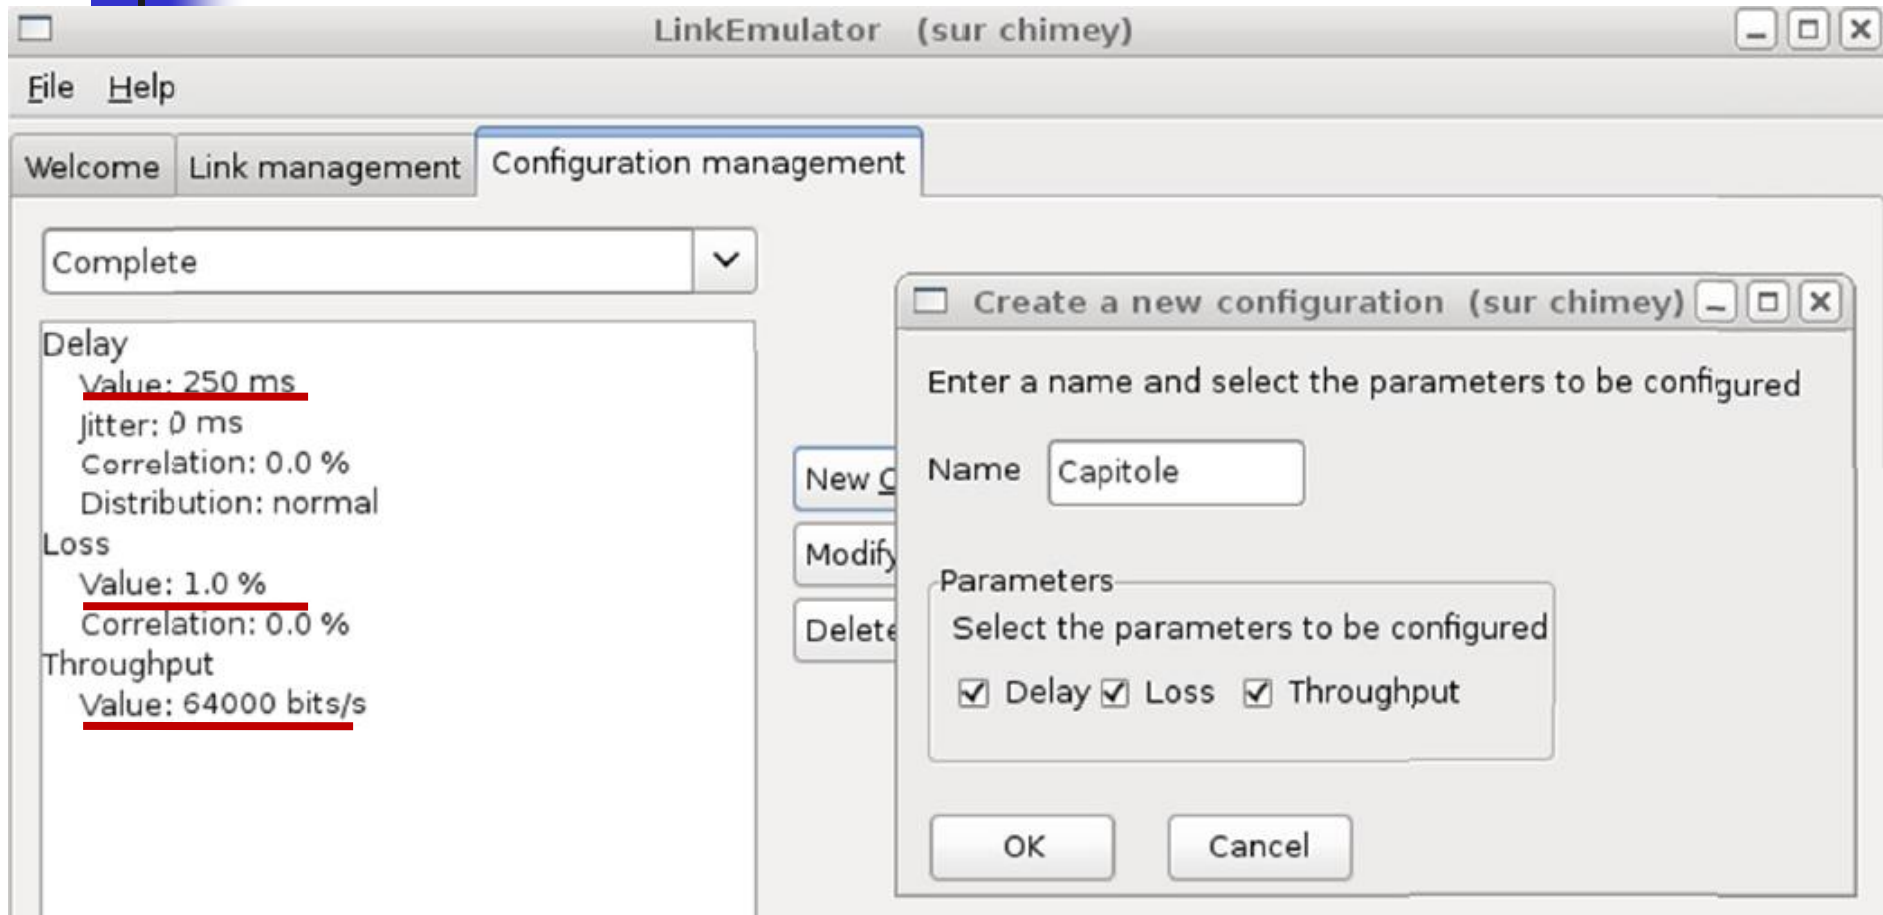 LinkEmulator (sur chimey)
File Help
Welcome Link management Configuration management
Complete
Delay
Value: 250 ms
Jitter: 0 ms
Correlation: 0.0 %
Distribution: normal
Loss
Value: 1.0 %
Correlation: 0.0 %
Throughput
Value: 64000 bits/s
New C
Modify
Delete
Create a new configuration (sur chimey)
Enter a name and select the parameters to be configured
Name Capitole
Parameters
Select the parameters to be configured
Delay Loss Throughput
OK Cancel